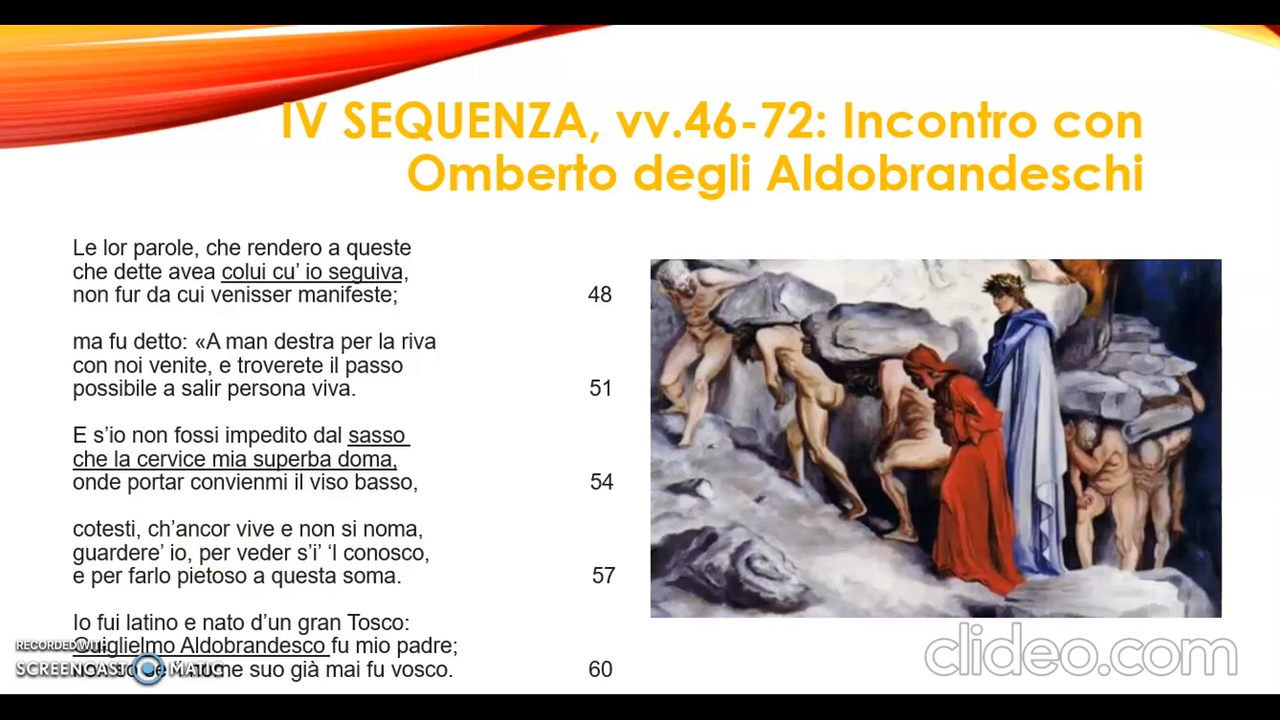 IV SEQUENZA, vv.46-72: Incontro con
Omberto degli Aldobrandeschi
Le lor parole, che rendero a queste
che dette avea colui cu' io seguiva,
non fur da cui venisser manifeste; 48
ma fu detto: «A man destra per la riva
con noi venite, e troverete il passo
possibile a salir persona viva. 51
E s'io non fossi impedito dal sasso
che la cervice mia superba doma,
onde portar convienmi il viso basso, 54
cotesti, ch'ancor vive e non si noma,
guardere' io, per veder s'i' 'l conosco,
e per farlo pietoso a questa soma. 57
Io fui latino e nato d'un gran Tosco:
Guiglielmo Aldobrandesco fu mio padre;
nome suo già mai fu vosco. 60
RECORDED WITH
SCREENCAST MATIC
clideo.com